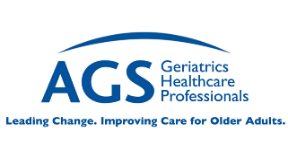 AGS
Geriatrics
Healthcare
Professionals
Leading Change. Improving Care for Older Adults.